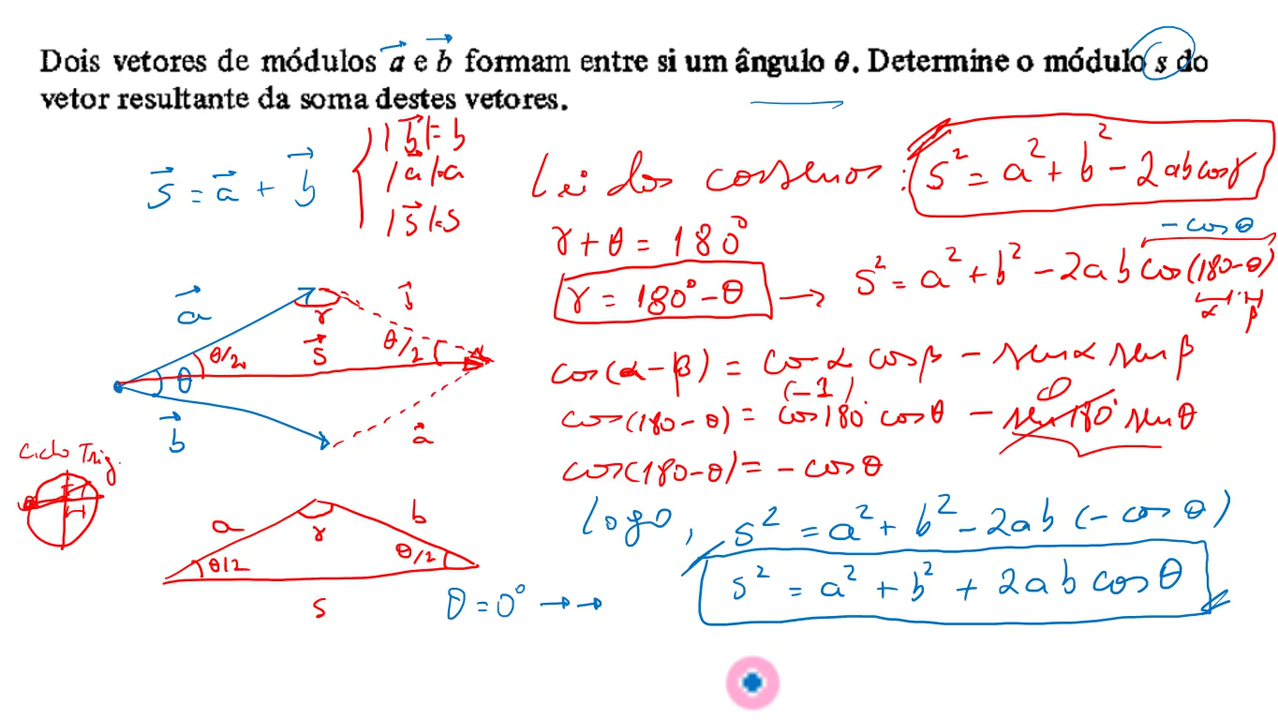 Dois vetores de módulos a⃗ e b⃗ formam entre si um ângulo θ. Determine o módulo s do
vetor resultante da soma destes vetores.
s⃗ = a⃗ + b⃗
|b⃗| = b
|a⃗| = a
|s⃗| = s
Lei dos cossenos: s² = a² + b² - 2ab cos γ
γ + θ = 180°
γ = 180° - θ → s² = a² + b² - 2ab cos(180-θ)
- cos θ
α β
cos(α - β) = cos α cos β - sen α sen β
(-1) 0
cos(180 - θ) = cos 180° cos θ - sen 180° sen θ
cos(180 - θ) = - cos θ
logo, s² = a² + b² - 2ab (- cos θ)
s² = a² + b² + 2ab cos θ
a⃗ γ b⃗
θ/2 s⃗ θ/2
θ
b⃗ a⃗
Ciclo Trig.
a γ b
θ/2 θ/2
s
θ = 0° → →